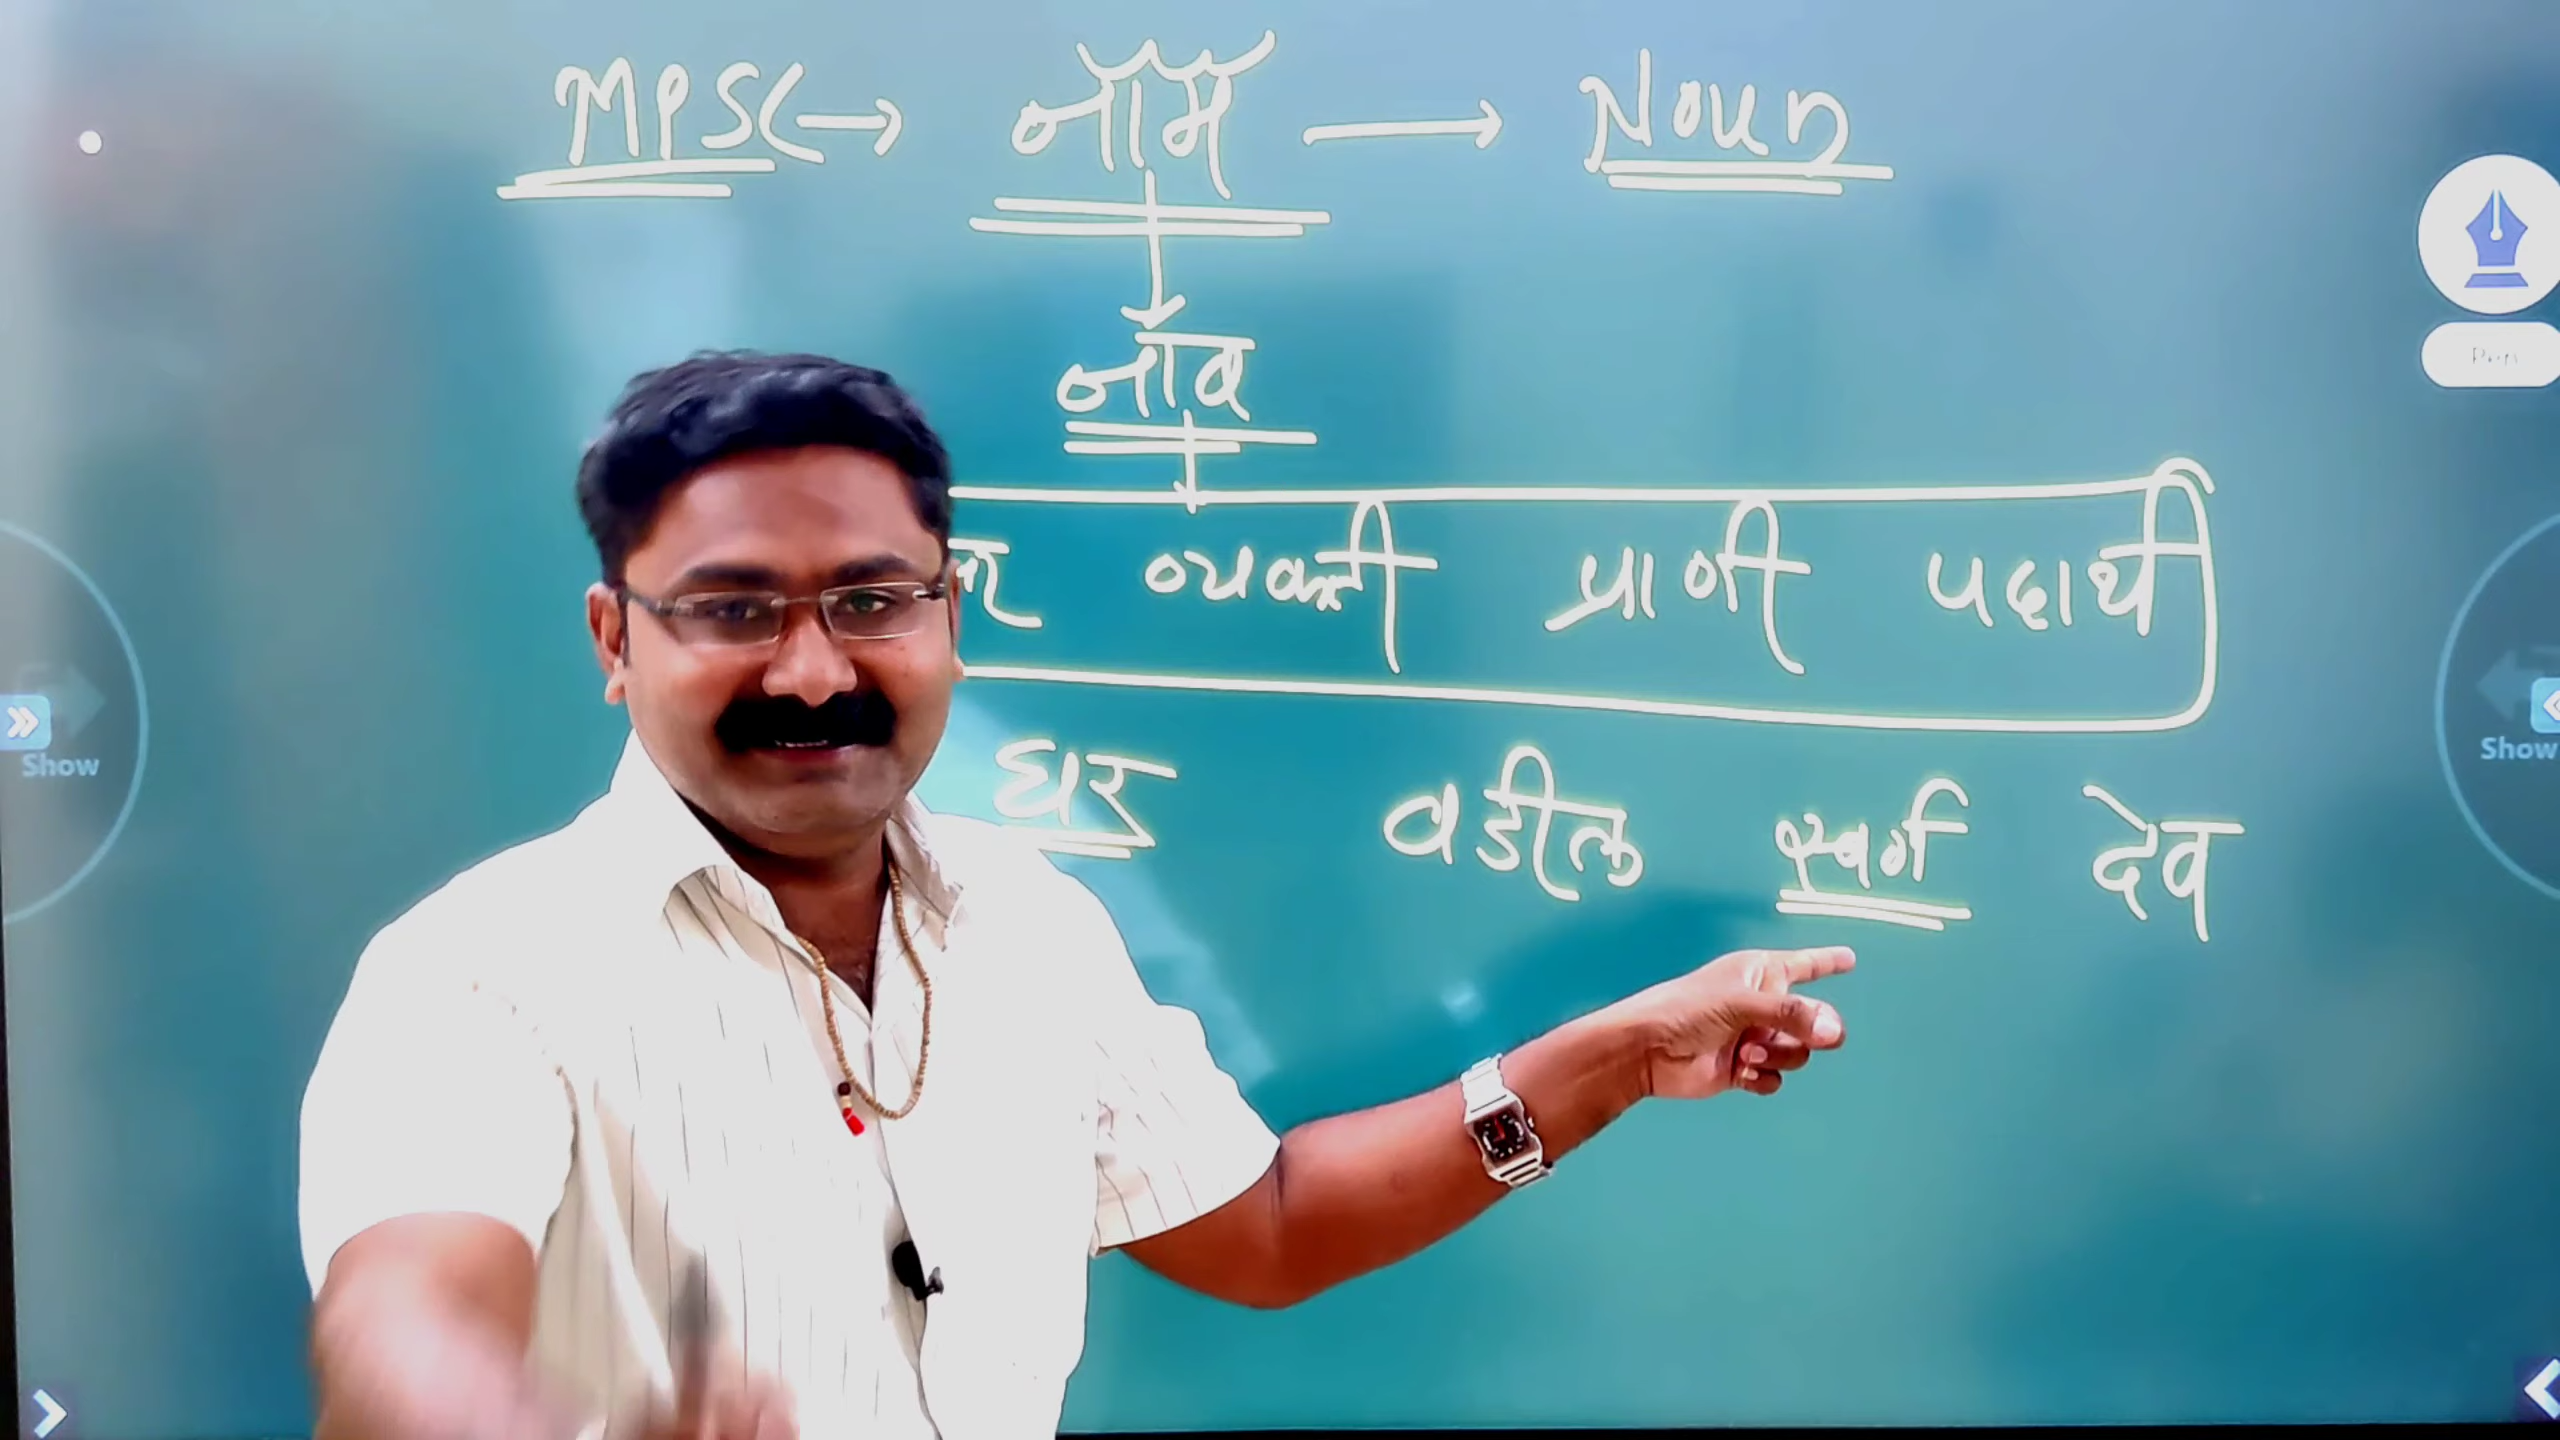 MPSC → नाम → Noun
नाव
व्यक्ती प्राणी पदार्थ
घर वडील स्वर्ग देव
Show
Show